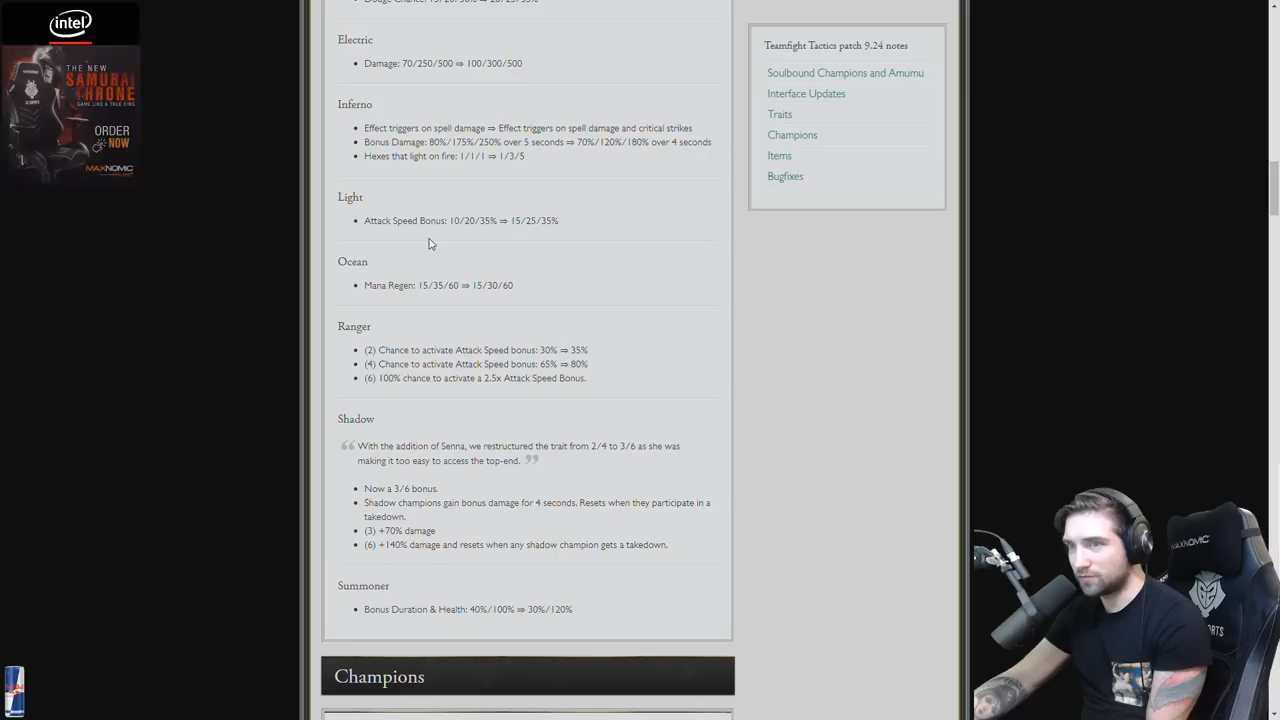 intel
THE NEW
SAMURAI
THRONE
GAME LIKE A TRUE KING
ORDER
NOW
MAXNOMIC
Electric
Damage: 70/250/500 ⇒ 100/300/500
Inferno
Effect triggers on spell damage ⇒ Effect triggers on spell damage and critical strikes
Bonus Damage: 80%/175%/250% over 5 seconds ⇒ 70%/120%/180% over 4 seconds
Hexes that light on fire: 1/1/1 ⇒ 1/3/5
Light
Attack Speed Bonus: 10/20/35% ⇒ 15/25/35%
Ocean
Mana Regen: 15/35/60 ⇒ 15/30/60
Ranger
(2) Chance to activate Attack Speed bonus: 30% ⇒ 35%
(4) Chance to activate Attack Speed bonus: 65% ⇒ 80%
(6) 100% chance to activate a 2.5x Attack Speed Bonus.
Shadow
With the addition of Senna, we restructured the trait from 2/4 to 3/6 as she was
making it too easy to access the top-end.
Now a 3/6 bonus.
Shadow champions gain bonus damage for 4 seconds. Resets when they participate in a
takedown.
(3) +70% damage
(6) +140% damage and resets when any shadow champion gets a takedown.
Summoner
Bonus Duration & Health: 40%/100% ⇒ 30%/120%
Champions
Teamfight Tactics patch 9.24 notes
Soulbound Champions and Amumu
Interface Updates
Traits
Champions
Items
Bugfixes
MAXNOMIC